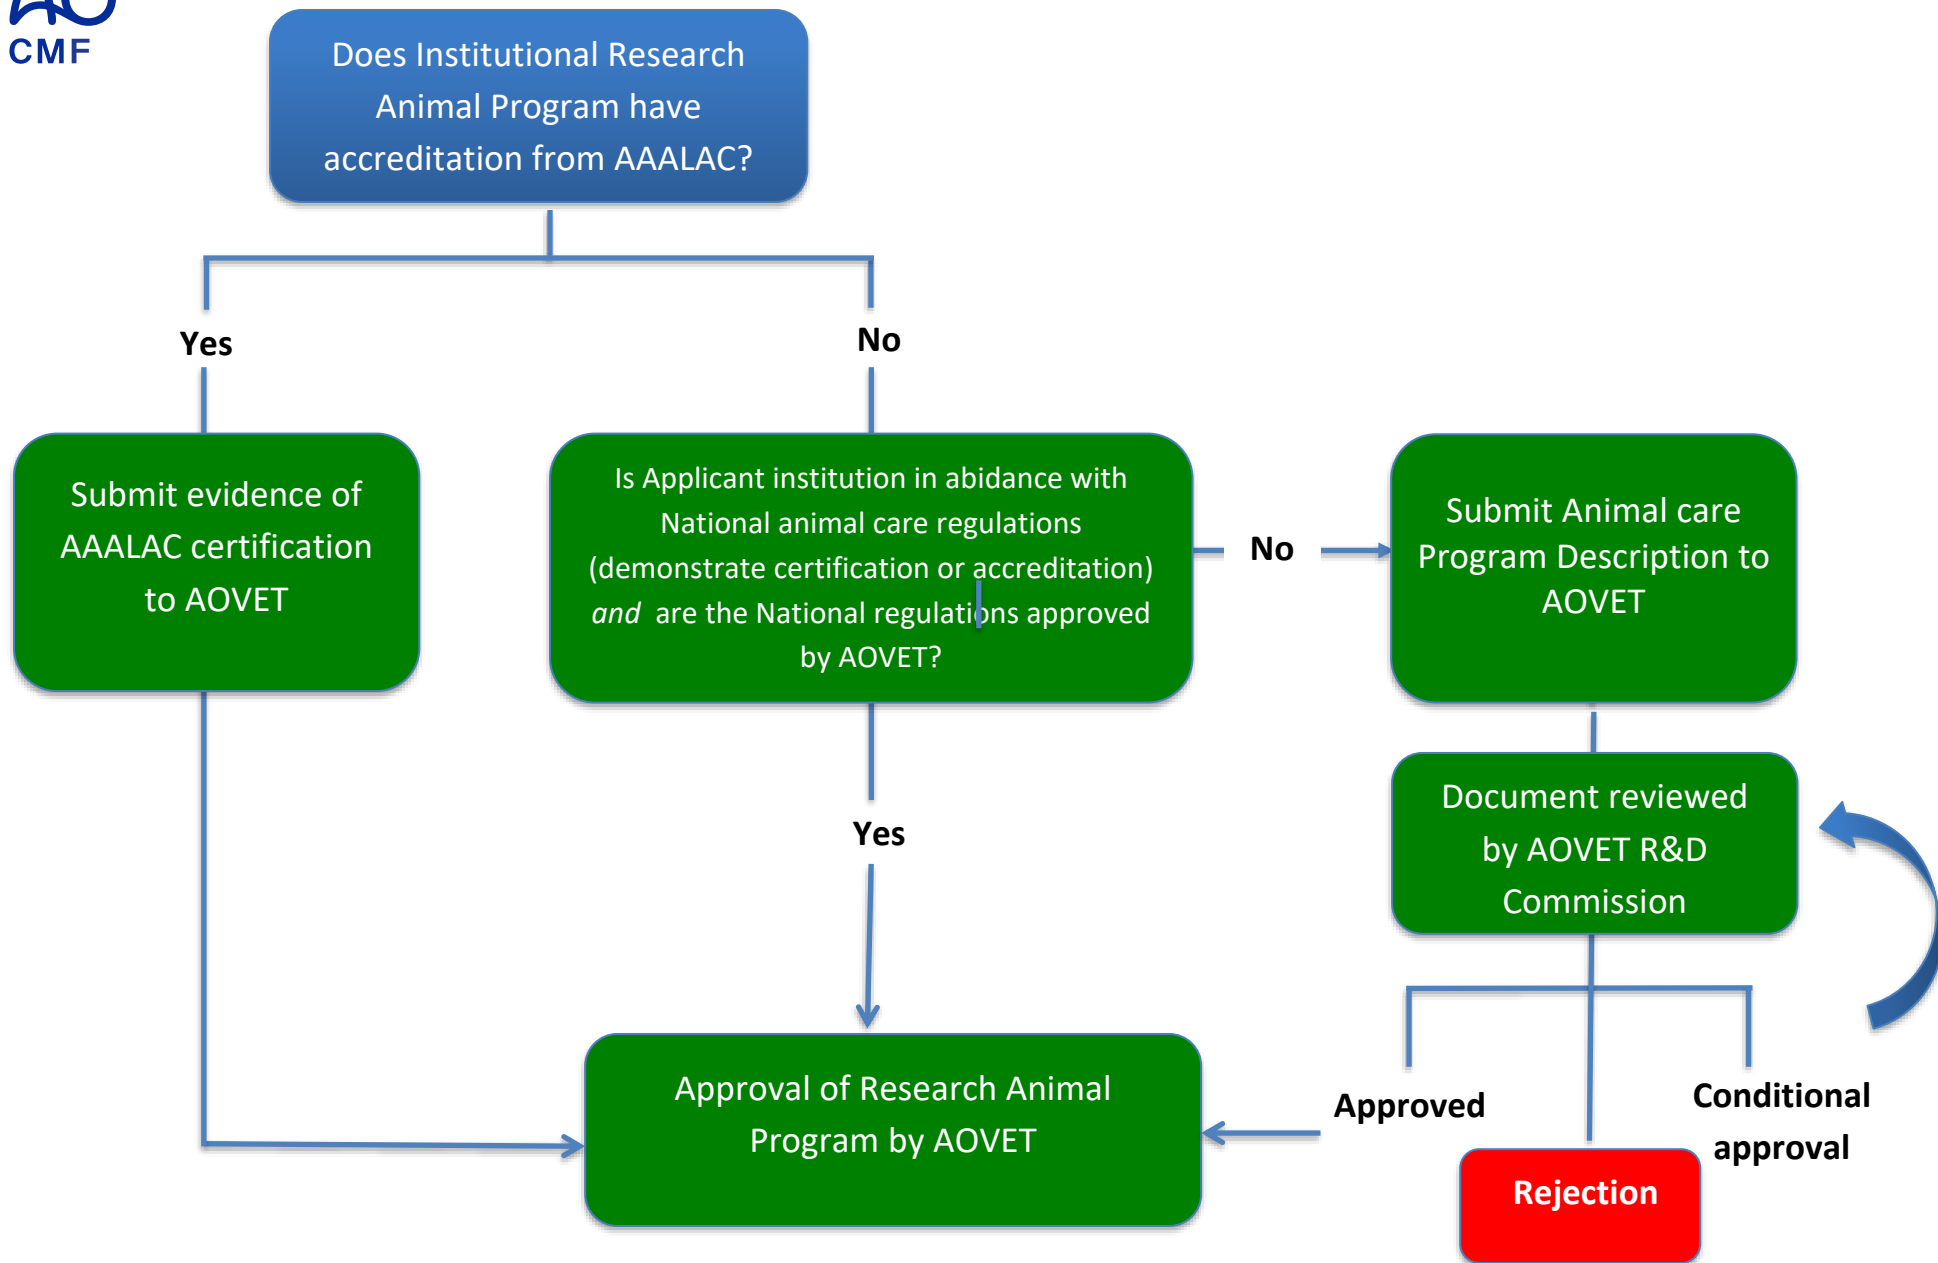 AO
CMF
Does Institutional Research
Animal Program have
accreditation from AAALAC?
Yes
No
Submit evidence of
AAALAC certification
to AOVET
Is Applicant institution in abidance with
National animal care regulations
(demonstrate certification or accreditation)
and are the National regulations approved
by AOVET?
No
Submit Animal care
Program Description to
AOVET
Yes
Document reviewed
by AOVET R&D
Commission
Approval of Research Animal
Program by AOVET
Approved
Conditional
approval
Rejection